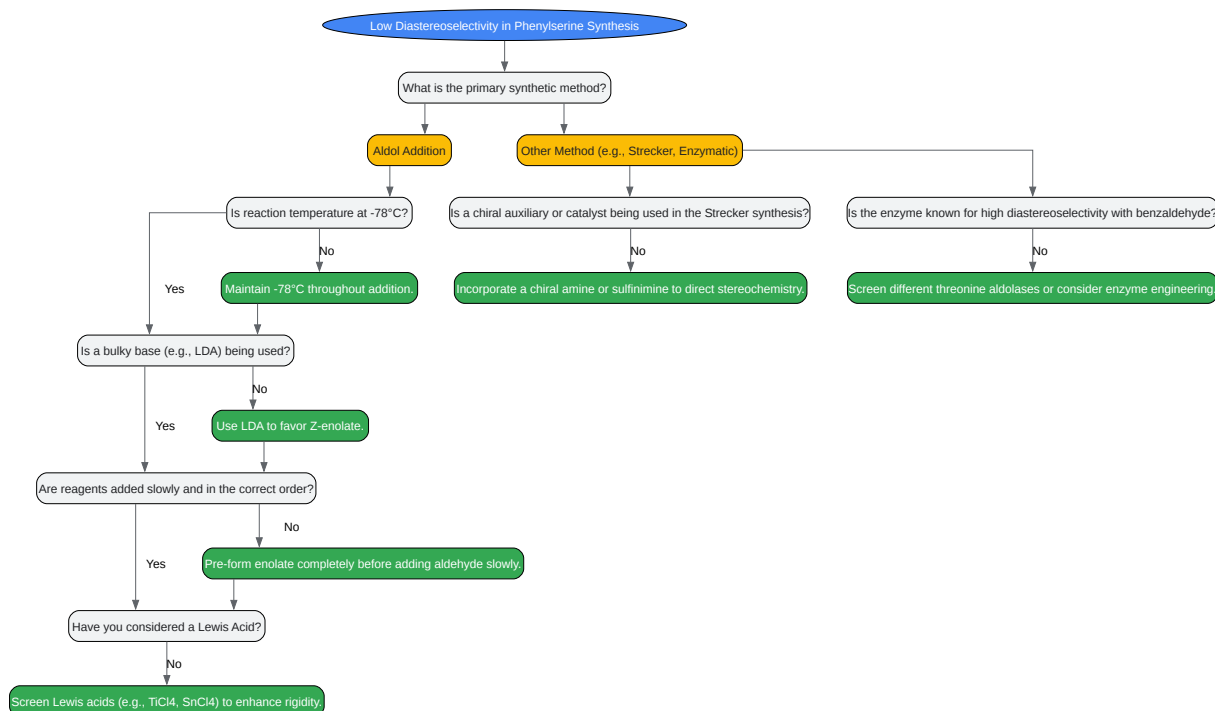 Low Diastereoselectivity in Phenylserine Synthesis
What is the primary synthetic method?
Aldol Addition
Other Method (e.g., Strecker, Enzymatic)
Is reaction temperature at -78°C?
Is a chiral auxiliary or catalyst being used in the Strecker synthesis?
Is the enzyme known for high diastereoselectivity with benzaldehyde?
No
No
No
Yes
Maintain -78°C throughout addition.
Incorporate a chiral amine or sulfinimine to direct stereochemistry.
Screen different threonine aldolases or consider enzyme engineering.
Is a bulky base (e.g., LDA) being used?
No
Yes
Use LDA to favor Z-enolate.
Are reagents added slowly and in the correct order?
No
Yes
Pre-form enolate completely before adding aldehyde slowly.
Have you considered a Lewis Acid?
No
Screen Lewis acids (e.g., TiCl4, SnCl4) to enhance rigidity.